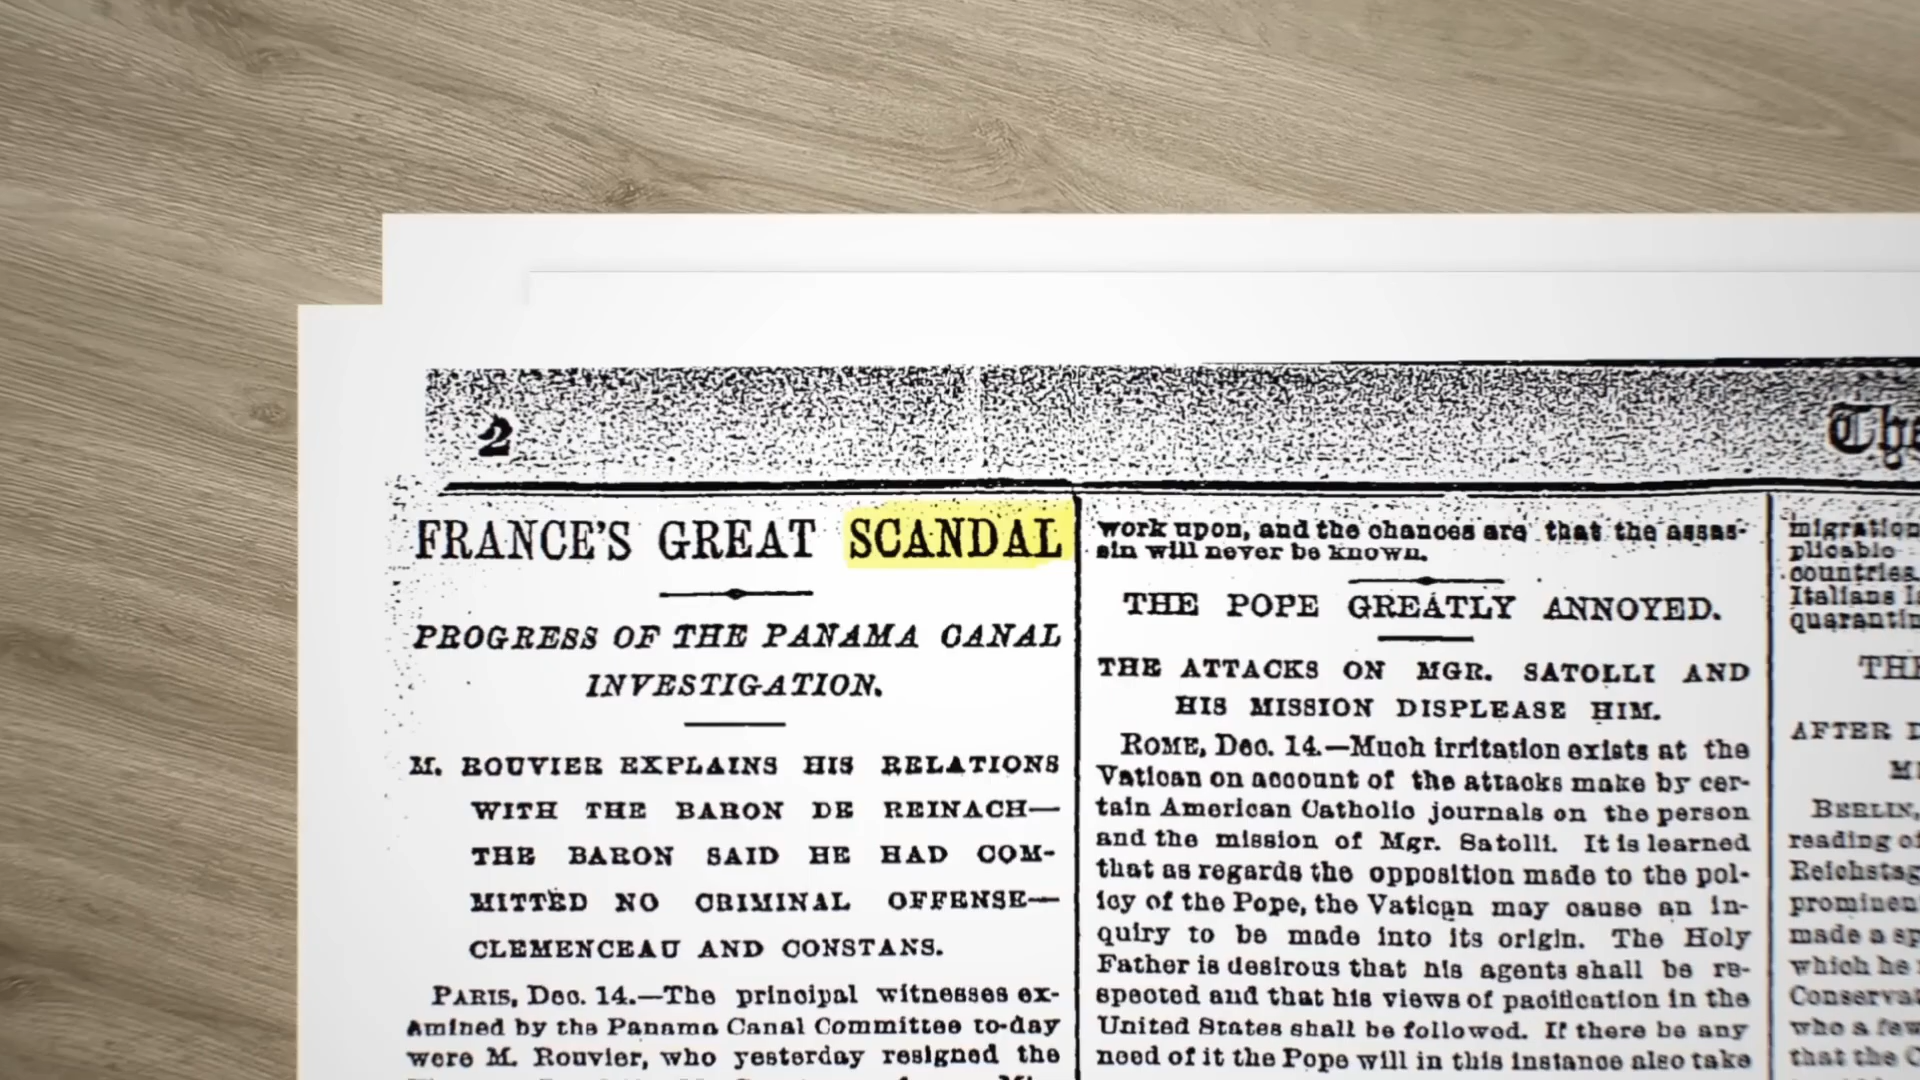 2
The
FRANCE'S GREAT SCANDAL
PROGRESS OF THE PANAMA CANAL
INVESTIGATION.
M. ROUVIER EXPLAINS HIS RELATIONS
WITH THE BARON DE REINACH—
THE BARON SAID HE HAD COM-
MITTED NO CRIMINAL OFFENSE—
CLEMENCEAU AND CONSTANS.
PARIS, Dec. 14.—The principal witnesses ex-
amined by the Panama Canal Committee to-day
were M. Rouvier, who yesterday resigned the
work upon, and the chances are that the assas-
sin will never be known.
THE POPE GREATLY ANNOYED.
THE ATTACKS ON MGR. SATOLLI AND
HIS MISSION DISPLEASE HIM.
ROME, Dec. 14.—Much irritation exists at the
Vatican on account of the attacks make by cer-
tain American Catholic journals on the person
and the mission of Mgr. Satolli. It is learned
that as regards the opposition made to the pol-
icy of the Pope, the Vatican may cause an in-
quiry to be made into its origin. The Holy
Father is desirous that his agents shall be re-
spected and that his views of pacification in the
United States shall be followed. If there be any
need of it the Pope will in this instance also take
migration
plicable
countries.
Italians
quarantin
THE
AFTER
BERLIN,
reading of
Reichstag
prominen
made a sp
which he
Conserva
who a few
that the